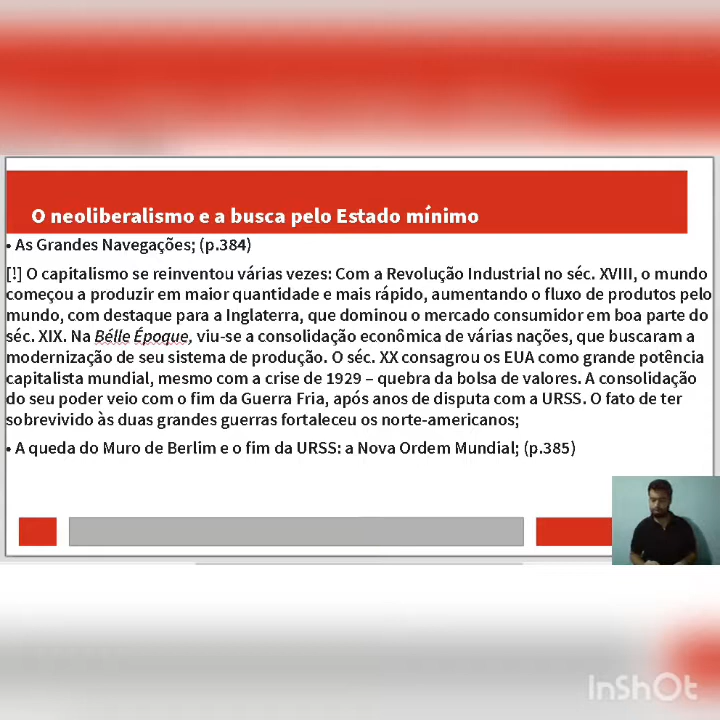 O neoliberalismo e a busca pelo Estado mínimo
• As Grandes Navegações; (p.384)
[!] O capitalismo se reinventou várias vezes: Com a Revolução Industrial no séc. XVIII, o mundo
começou a produzir em maior quantidade e mais rápido, aumentando o fluxo de produtos pelo
mundo, com destaque para a Inglaterra, que dominou o mercado consumidor em boa parte do
séc. XIX. Na Bélle Époque, viu-se a consolidação econômica de várias nações, que buscaram a
modernização de seu sistema de produção. O séc. XX consagrou os EUA como grande potência
capitalista mundial, mesmo com a crise de 1929 – quebra da bolsa de valores. A consolidação
do seu poder veio com o fim da Guerra Fria, após anos de disputa com a URSS. O fato de ter
sobrevivido às duas grandes guerras fortaleceu os norte-americanos;
• A queda do Muro de Berlim e o fim da URSS: a Nova Ordem Mundial; (p.385)
InShOt